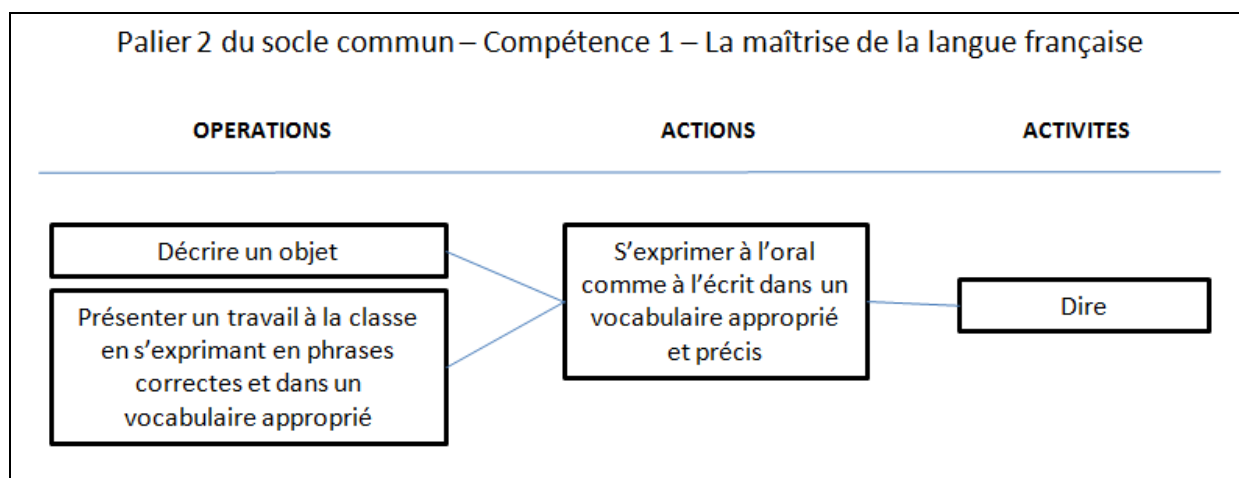 Palier 2 du socle commun – Compétence 1 – La maîtrise de la langue française
OPERATIONS
ACTIONS
ACTIVITES
Décrire un objet
Présenter un travail à la classe
en s'exprimant en phrases
correctes et dans un
vocabulaire approprié
S'exprimer à l'oral
comme à l'écrit dans un
vocabulaire approprié
et précis
Dire